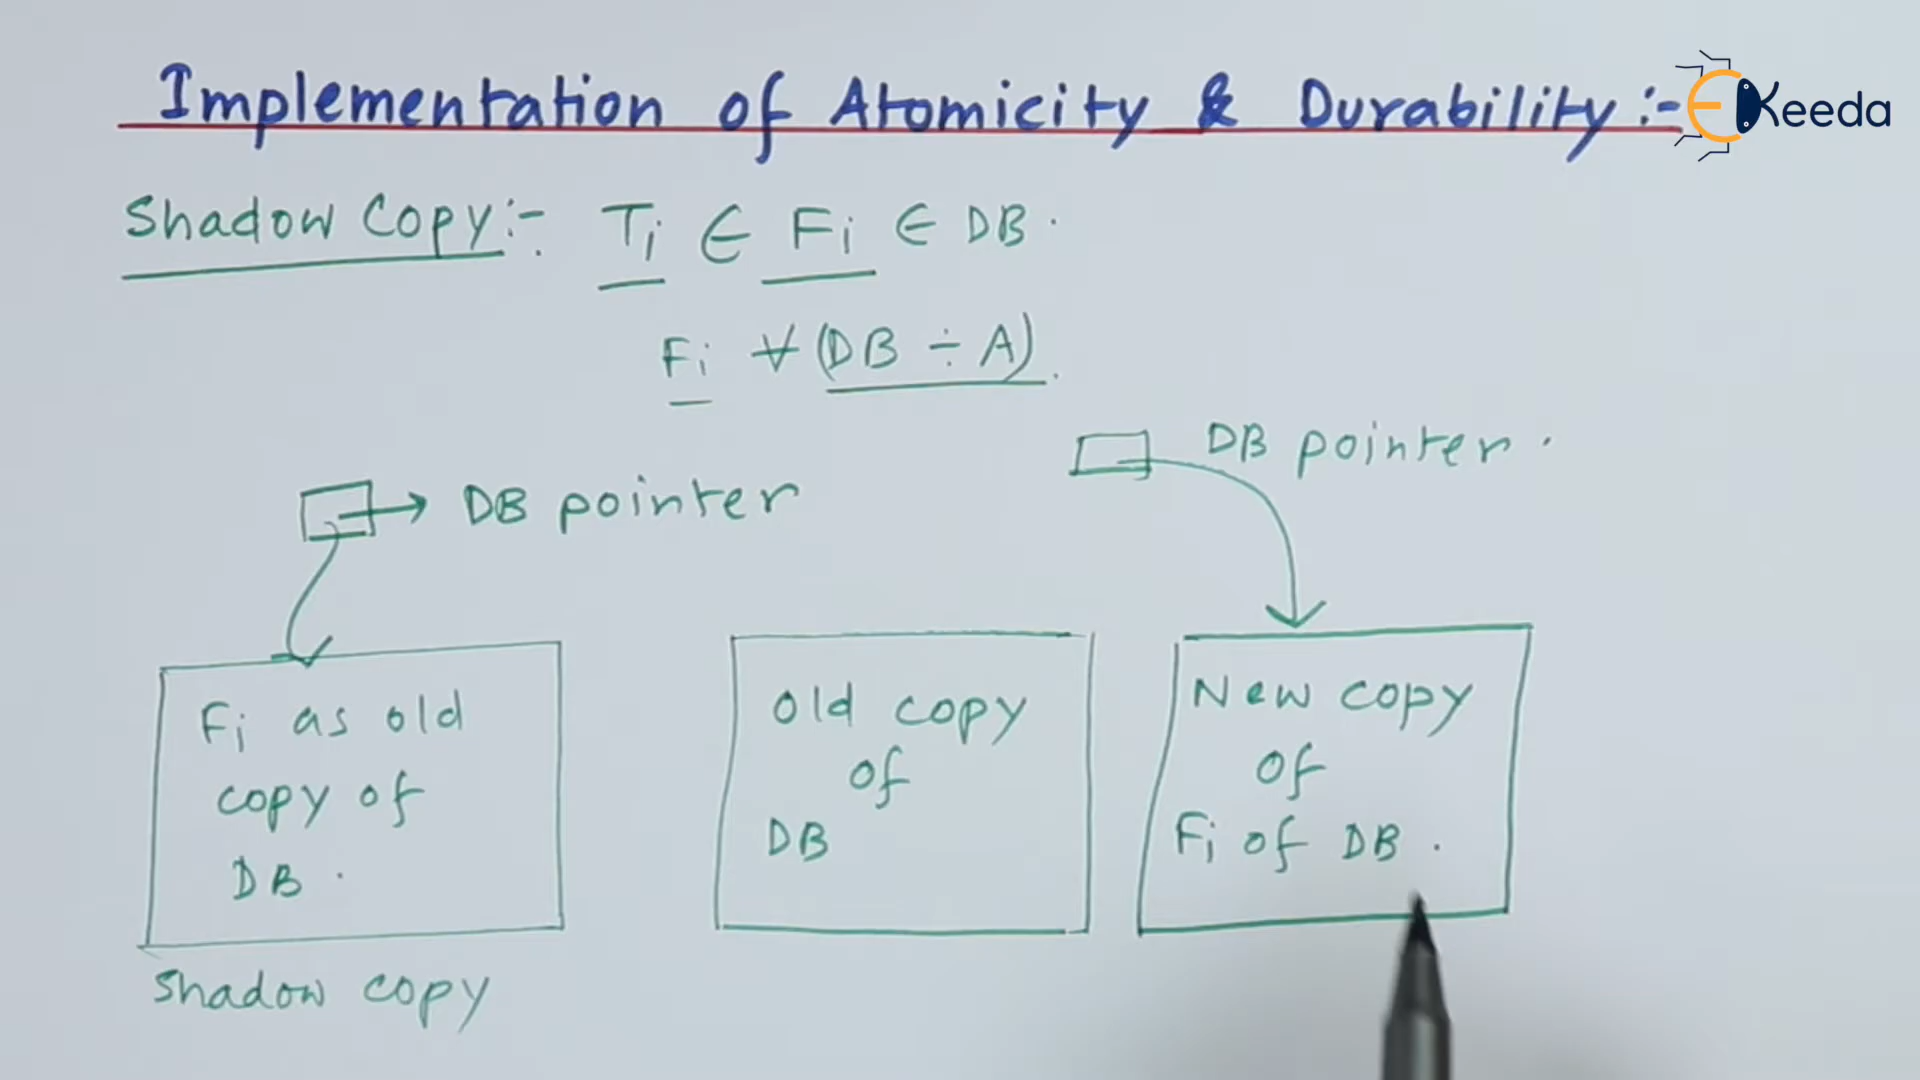 Implementation of Atomicity & Durability :-
EKeeda
Shadow Copy :- Ti ∈ Fi ∈ DB .
Fi ∀ (DB ÷ A) .
DB pointer .
DB pointer
Fi as old
copy of
DB .
Old copy
of
DB
New copy
of
Fi of DB .
Shadow copy